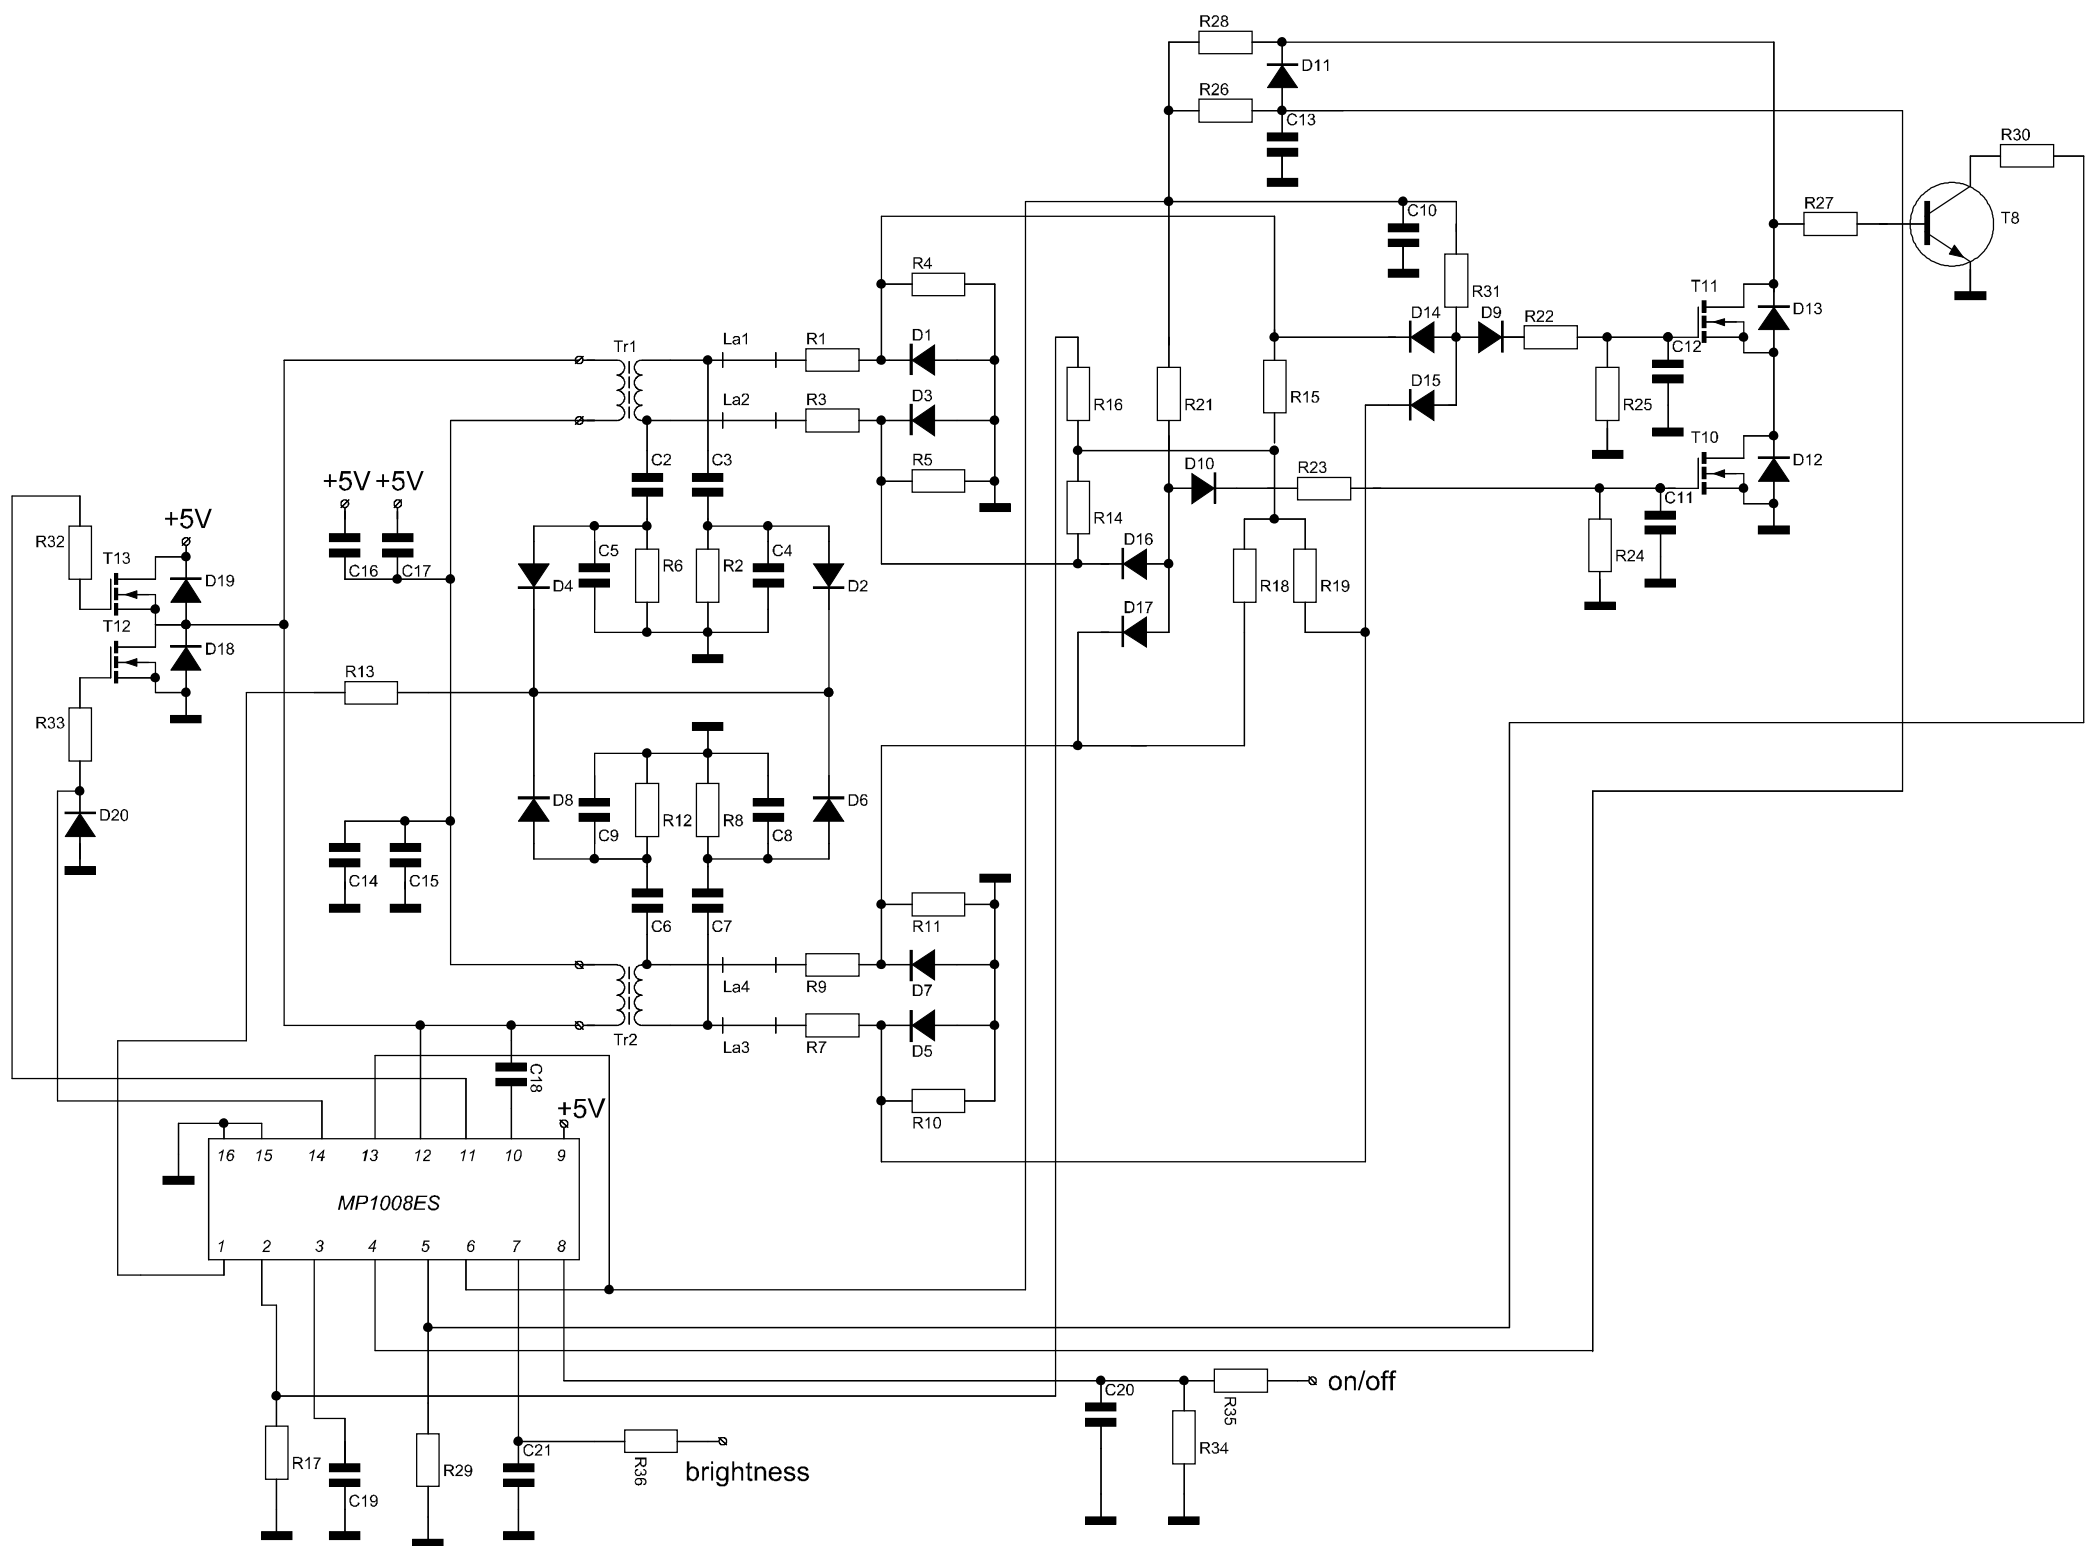 R28
D11
R26
C13
R30
R27
T8
C10
R4
R31
T11
D14
D9
R22
D13
C12
Tr1
La1
R1
D1
D15
R16
R21
R15
R25
La2
R3
D3
T10
C2
C3
R5
D10
R23
D12
C11
+5V
+5V
+5V
R32
T13
C16
C17
D19
R14
D16
C5
R6
R2
C4
D4
D2
R18
R19
R24
T12
D17
D18
R13
R33
D20
D8
C9
R12
R8
C8
D6
C14
C15
C6
C7
R11
La4
R9
D7
Tr2
La3
R7
D5
C18
+5V
R10
16
15
14
13
12
11
10
9
MP1008ES
1
2
3
4
5
6
7
8
on/off
C20
R35
R34
C21
R36
brightness
R17
C19
R29